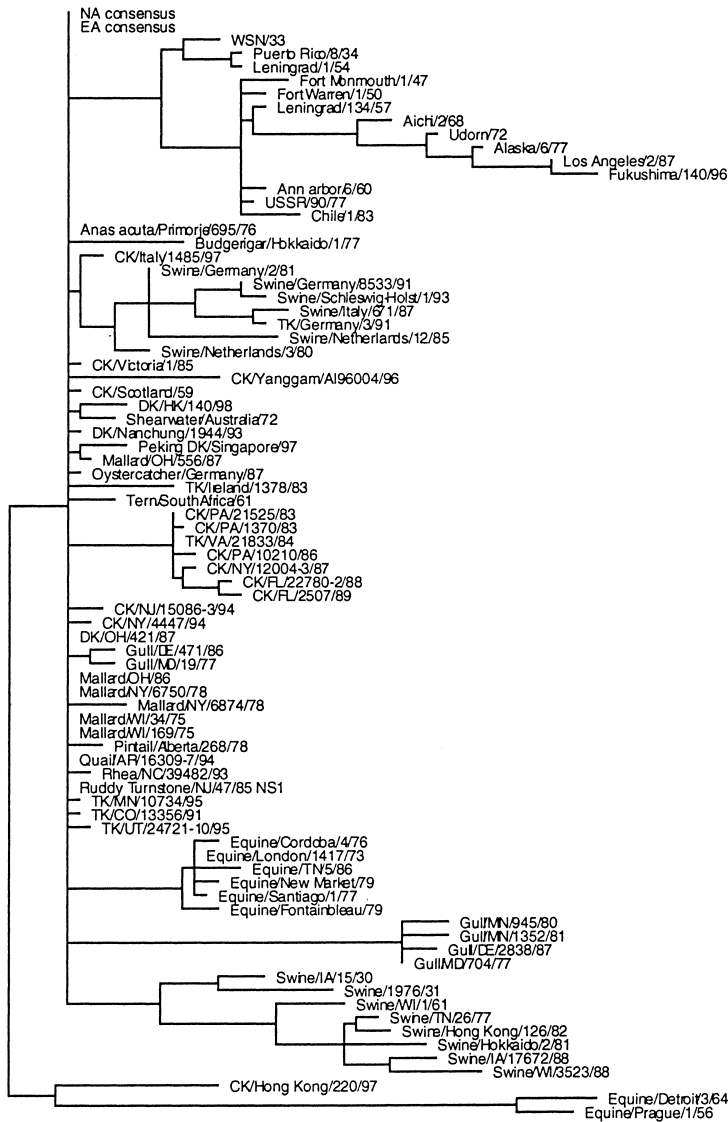 NA consensus
EA consensus
WSN/33
Puerto Rico/8/34
Leningrad/1/54
Fort Monmouth/1/47
Fort Warren/1/50
Leningrad/134/57
Aichi/2/68
Udorn/72
Alaska/6/77
Los Angeles/2/87
Fukushima/140/96
Ann arbor/6/60
USSR/90/77
Chile/1/83
Anas acuta/Primorje/695/76
Budgerigar/Hokkaido/1/77
CK/Italy/1485/97
Swine/Germany/2/81
Swine/Germany/8533/91
Swine/Schleswig-Holst/1/93
Swine/Italy/671/87
TK/Germany/3/91
Swine/Netherlands/12/85
Swine/Netherlands/3/80
CK/Victoria/1/85
CK/Yanggam/AI96004/96
CK/Scotland/59
DK/HK/140/98
Shearwater/Australia/72
DK/Nanchung/1944/93
Peking DK/Singapore/97
Mallard/OH/556/87
Oystercatcher/Germany/87
TK/Ireland/1378/83
Tern/SouthAfrica/61
CK/PA/21525/83
CK/PA/1370/83
TK/VA/21833/84
CK/PA/10210/86
CK/NY/12004-3/87
CK/FL/22780-2/88
CK/FL/2507/89
CK/NJ/15086-3/94
CK/NY/4447/94
DK/OH/421/87
Gull/DE/471/86
Gull/MD/19/77
Mallard/OH/86
Mallard/NY/6750/78
Mallard/NY/6874/78
Mallard/WI/34/75
Mallard/WI/169/75
Pintail/Alberta/268/78
Quail/AR/16309-7/94
Rhea/NC/39482/93
Ruddy Turnstone/NJ/47/85 NS1
TK/MN/10734/95
TK/CO/13356/91
TK/UT/24721-10/95
Equine/Cordoba/4/76
Equine/London/1417/73
Equine/TN/5/86
Equine/New Market/79
Equine/Santiago/1/77
Equine/Fontainbleau/79
Gull/MN/945/80
Gull/MN/1352/81
Gull/DE/2838/87
Gull/MD/704/77
Swine/IA/15/30
Swine/1976/31
Swine/WI/1/61
Swine/TN/26/77
Swire/Hong Kong/126/82
Swine/Hokkaido/2/81
Swine/IA/17672/88
Swine/WI/3523/88
CK/Hong Kong/220/97
Equine/Detroit/3/64
Equine/Prague/1/56